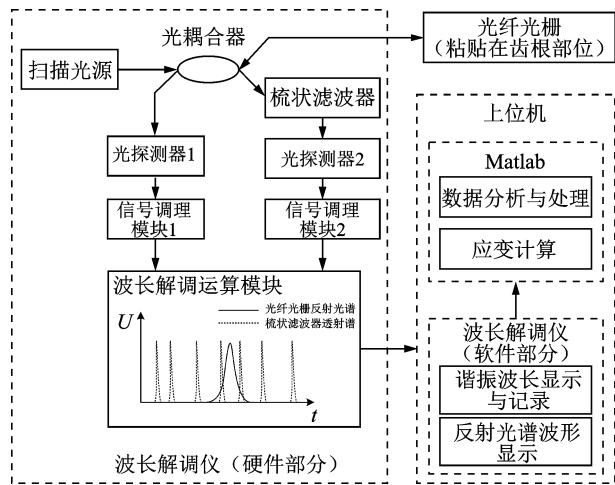 光耦合器
光纤光栅
（粘贴在齿根部位）
扫描光源
梳状滤波器
光探测器1
光探测器2
信号调理
模块1
信号调理
模块2
波长解调运算模块
光纤光栅反射光谱
梳状滤波器透射谱
U
t
波长解调仪（硬件部分）
上位机
Matlab
数据分析与处理
应变计算
波长解调仪
（软件部分）
谐振波长显示
与记录
反射光谱波形
显示